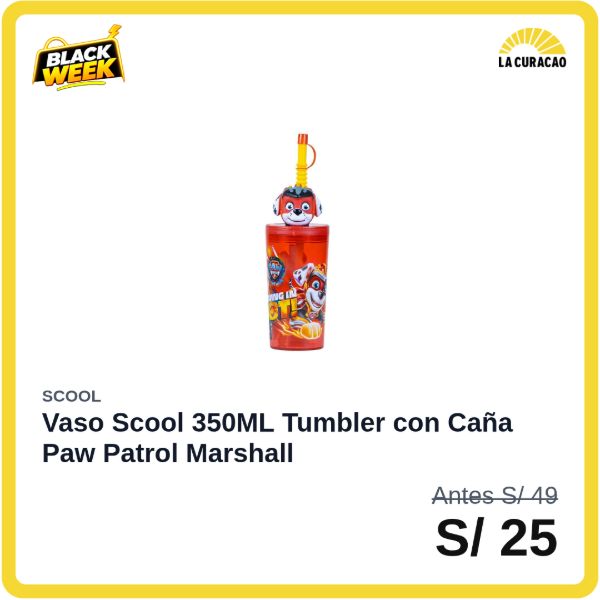 BLACK
WEEK
LA CURACAO
SCOOL
Vaso Scool 350ML Tumbler con Caña
Paw Patrol Marshall
Antes S/ 49
S/ 25